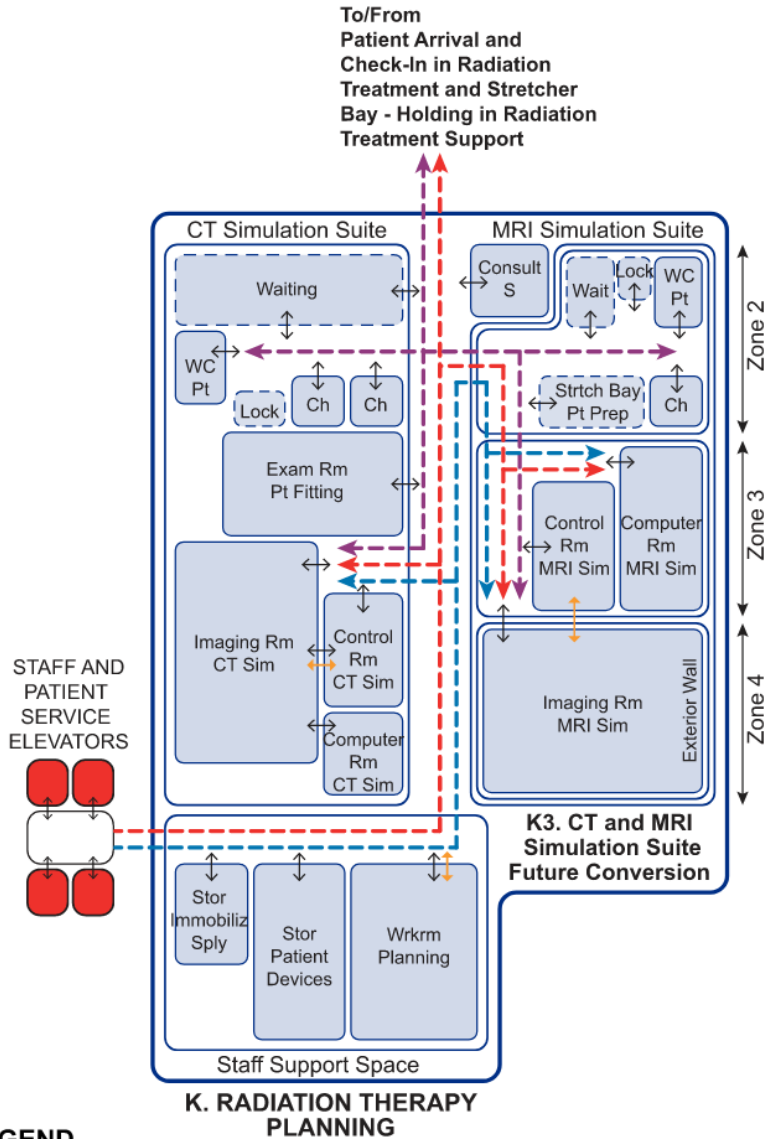 To/From
Patient Arrival and
Check-In in Radiation
Treatment and Stretcher
Bay - Holding in Radiation
Treatment Support
CT Simulation Suite
MRI Simulation Suite
Waiting
Consult
S
Wait
Lock
WC
Pt
Zone 2
WC
Pt
Lock
Ch
Ch
Strtch Bay
Pt Prep
Ch
Exam Rm
Pt Fitting
Control
Rm
MRI Sim
Computer
Rm
MRI Sim
Zone 3
Imaging Rm
CT Sim
Control
Rm
CT Sim
Computer
Rm
CT Sim
Imaging Rm
MRI Sim
Exterior Wall
Zone 4
STAFF AND
PATIENT
SERVICE
ELEVATORS
K3. CT and MRI
Simulation Suite
Future Conversion
Stor
Immobiliz
Sply
Stor
Patient
Devices
Wrkrm
Planning
Staff Support Space
K. RADIATION THERAPY
PLANNING